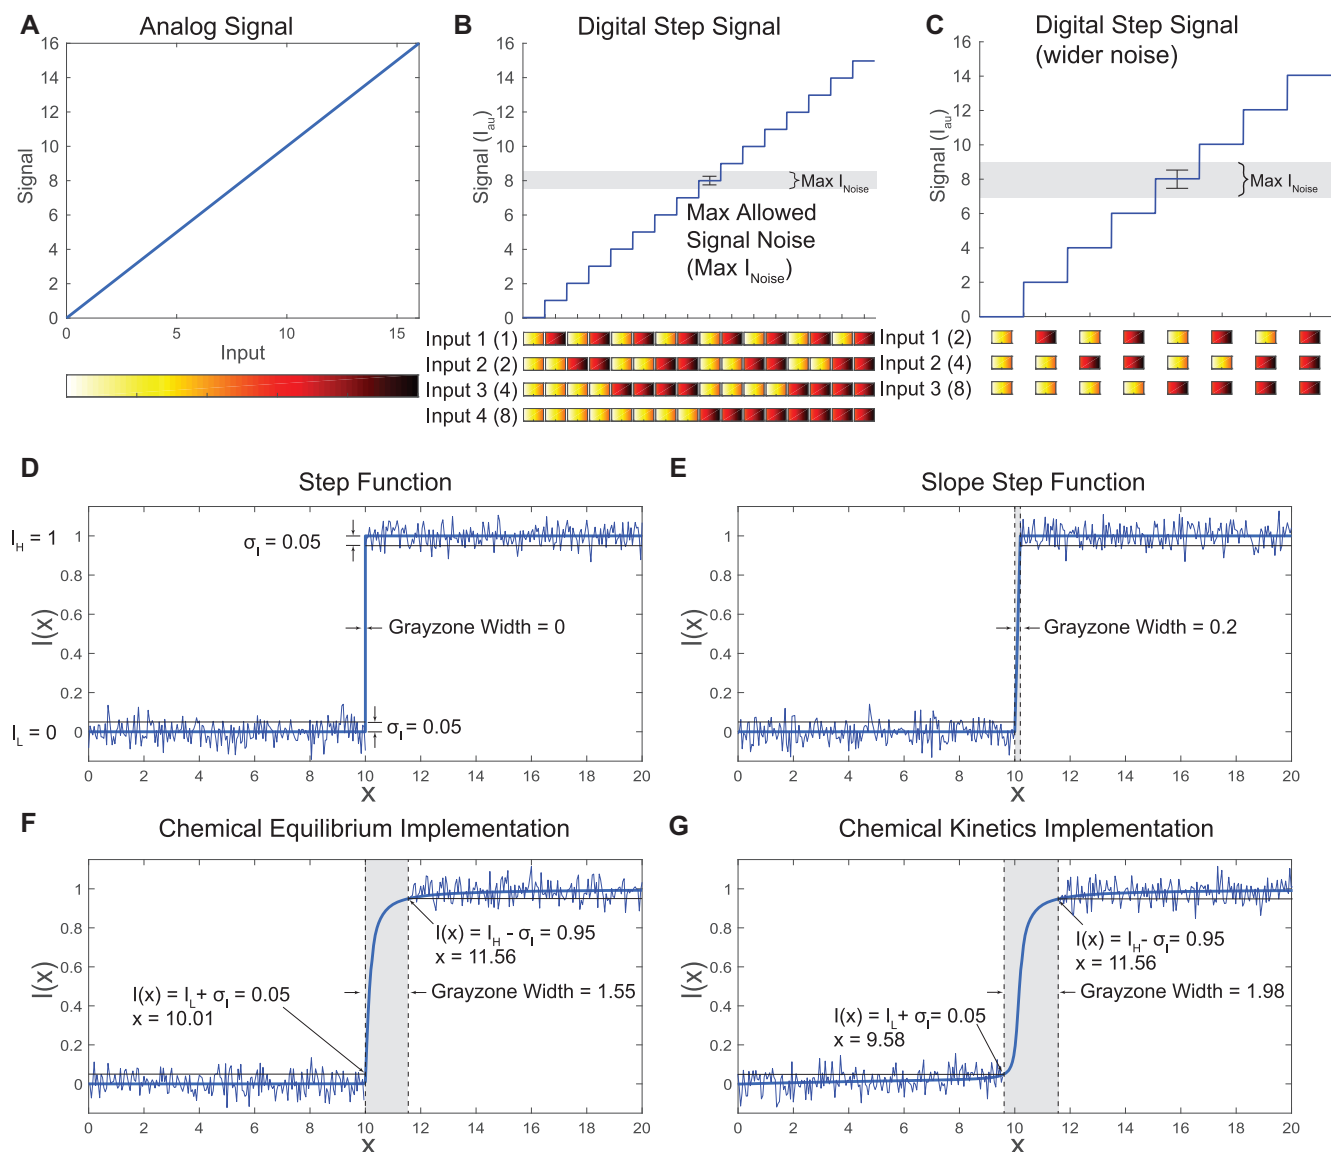 A
Analog Signal
16
14
12
10
8
6
4
2
0
Signal
5
10
15
Input
B
Digital Step Signal
16
14
12
10
8
6
4
2
0
Signal (I_au)
Max I_Noise
Max Allowed
Signal Noise
(Max I_Noise)
Input 1 (1)
Input 2 (2)
Input 3 (4)
Input 4 (8)
C
Digital Step Signal
(wider noise)
16
14
12
10
8
6
4
2
0
Signal (I_au)
Max I_Noise
Input 1 (2)
Input 2 (4)
Input 3 (8)
D
Step Function
I_H = 1
I_L = 0
1
0.8
0.6
0.4
0.2
0
I(x)
σ_I = 0.05
Grayzone Width = 0
σ_I = 0.05
0 2 4 6 8 10 12 14 16 18 20
X
E
Slope Step Function
1
0.8
0.6
0.4
0.2
0
I(x)
Grayzone Width = 0.2
0 2 4 6 8 10 12 14 16 18 20
X
F
Chemical Equilibrium Implementation
1
0.8
0.6
0.4
0.2
0
I(x)
I(x) = I_H - σ_I = 0.95
x = 11.56
Grayzone Width = 1.55
I(x) = I_L + σ_I = 0.05
x = 10.01
0 2 4 6 8 10 12 14 16 18 20
X
G
Chemical Kinetics Implementation
1
0.8
0.6
0.4
0.2
0
I(x)
I(x) = I_H - σ_I = 0.95
x = 11.56
Grayzone Width = 1.98
I(x) = I_L + σ_I = 0.05
x = 9.58
0 2 4 6 8 10 12 14 16 18 20
X